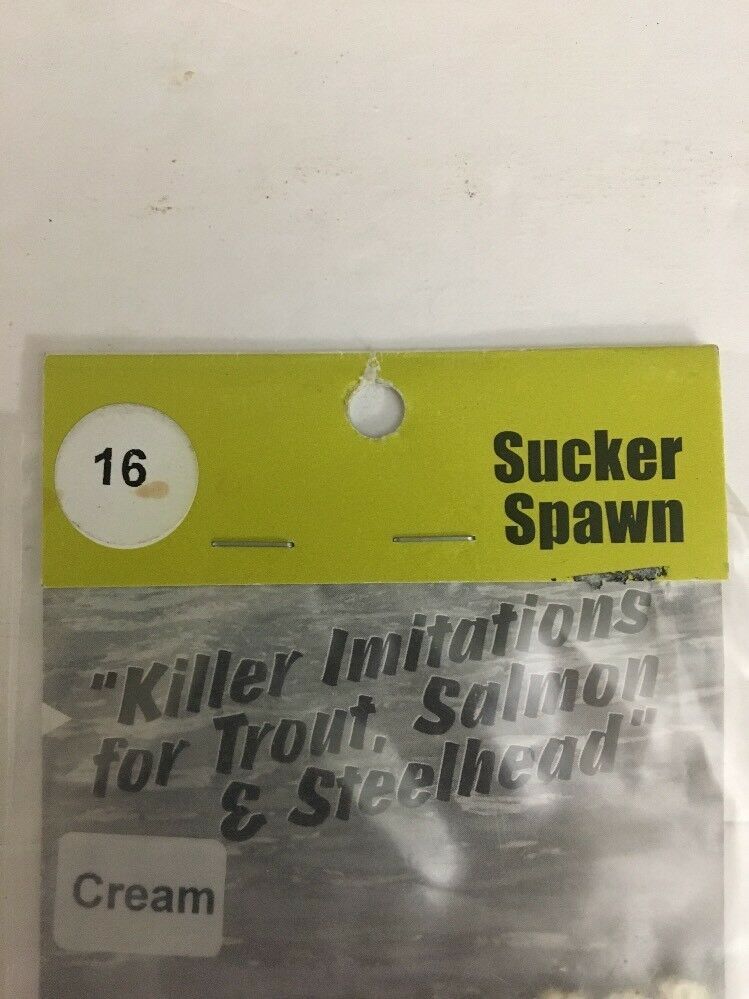 16
Sucker
Spawn
"Killer Imitations
for Trout, Salmon
& Steelhead"
Cream